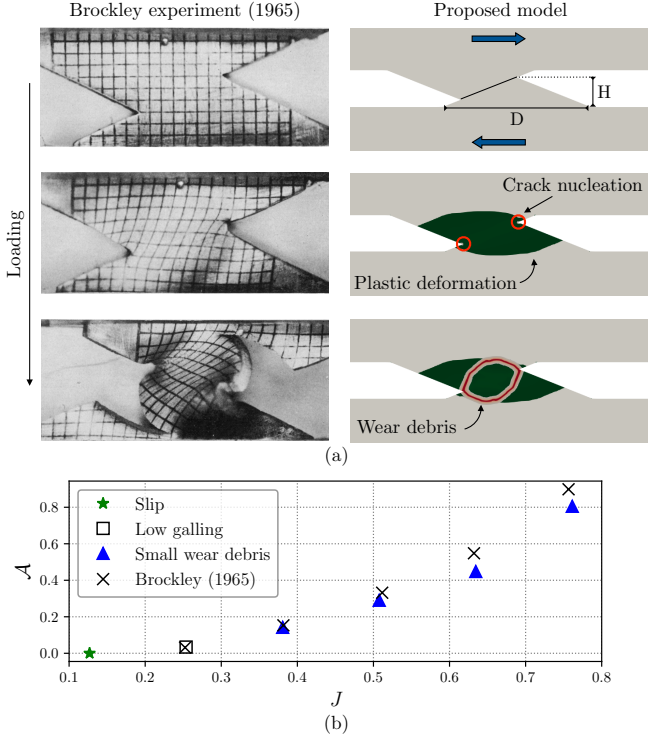 Brockley experiment (1965)
Proposed model
Loading
H
D
Crack nucleation
Plastic deformation
Wear debris
(a)
𝒜
0.8
0.6
0.4
0.2
0.0
Slip
Low galling
Small wear debris
Brockley (1965)
0.1 0.2 0.3 0.4 0.5 0.6 0.7 0.8
J
(b)